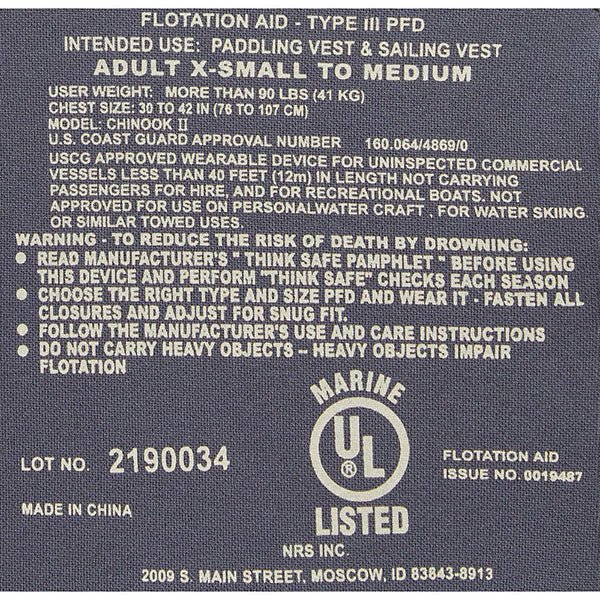 FLOTATION AID - TYPE III PFD
INTENDED USE: PADDLING VEST & SAILING VEST
ADULT X-SMALL TO MEDIUM
USER WEIGHT: MORE THAN 90 LBS (41 KG)
CHEST SIZE: 30 TO 42 IN (76 TO 107 CM)
MODEL: CHINOOK II
U.S. COAST GUARD APPROVAL NUMBER 160.064/4869/0
USCG APPROVED WEARABLE DEVICE FOR UNINSPECTED COMMERCIAL
VESSELS LESS THAN 40 FEET (12m) IN LENGTH NOT CARRYING
PASSENGERS FOR HIRE, AND FOR RECREATIONAL BOATS. NOT
APPROVED FOR USE ON PERSONALWATER CRAFT , FOR WATER SKIING
OR SIMILAR TOWED USES.
WARNING - TO REDUCE THE RISK OF DEATH BY DROWNING:
● READ MANUFACTURER'S " THINK SAFE PAMPHLET " BEFORE USING
THIS DEVICE AND PERFORM "THINK SAFE" CHECKS EACH SEASON
● CHOOSE THE RIGHT TYPE AND SIZE PFD AND WEAR IT - FASTEN ALL
CLOSURES AND ADJUST FOR SNUG FIT.
● FOLLOW THE MANUFACTURER'S USE AND CARE INSTRUCTIONS
● DO NOT CARRY HEAVY OBJECTS – HEAVY OBJECTS IMPAIR
FLOTATION
MARINE
UL ®
LISTED
LOT NO. 2190034
FLOTATION AID
ISSUE NO. 0019487
MADE IN CHINA
NRS INC.
2009 S. MAIN STREET, MOSCOW, ID 83843-8913